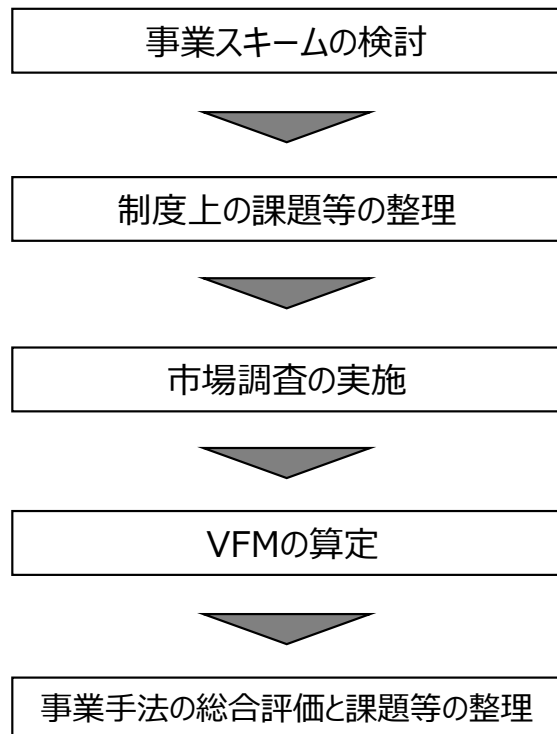 事業スキームの検討
制度上の課題等の整理
市場調査の実施
VFMの算定
事業手法の総合評価と課題等の整理